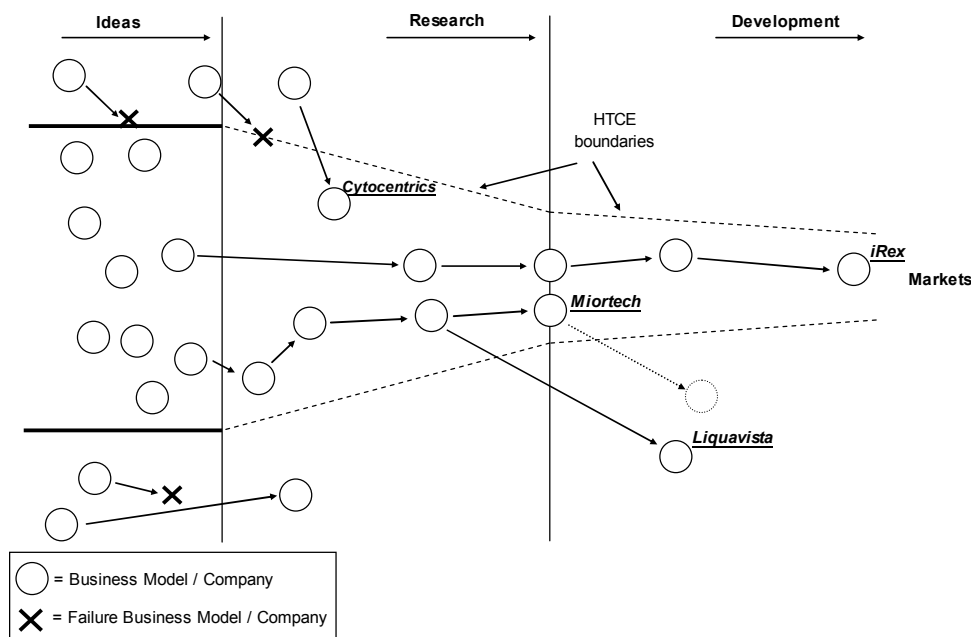 Ideas
Research
Development
HTCE
boundaries
Cytocentrics
iRex
Markets
Miortech
Liquavista
= Business Model / Company
= Failure Business Model / Company